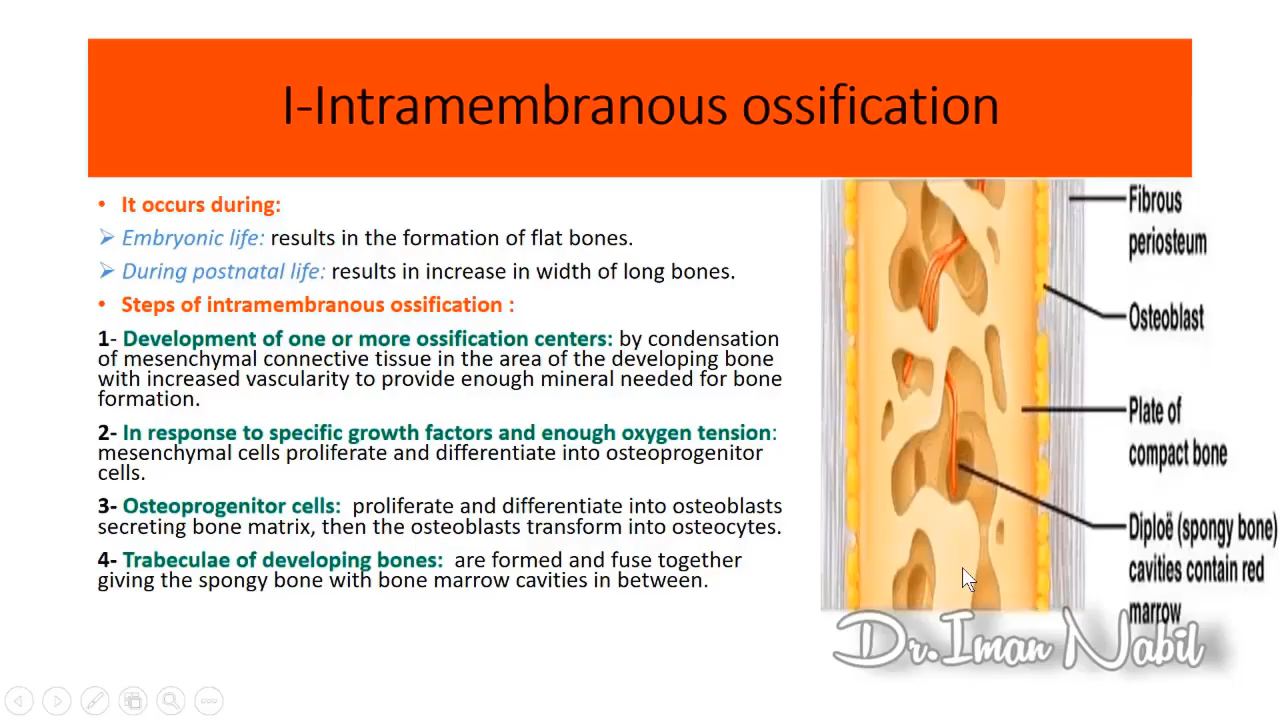 I-Intramembranous ossification
• It occurs during:
➢ Embryonic life: results in the formation of flat bones.
➢ During postnatal life: results in increase in width of long bones.
• Steps of intramembranous ossification :
1- Development of one or more ossification centers: by condensation
of mesenchymal connective tissue in the area of the developing bone
with increased vascularity to provide enough mineral needed for bone
formation.
2- In response to specific growth factors and enough oxygen tension:
mesenchymal cells proliferate and differentiate into osteoprogenitor
cells.
3- Osteoprogenitor cells: proliferate and differentiate into osteoblasts
secreting bone matrix, then the osteoblasts transform into osteocytes.
4- Trabeculae of developing bones: are formed and fuse together
giving the spongy bone with bone marrow cavities in between.
Fibrous
periosteum
Osteoblast
Plate of
compact bone
Diploë (spongy bone)
cavities contain red
marrow
Dr.Iman Nabil